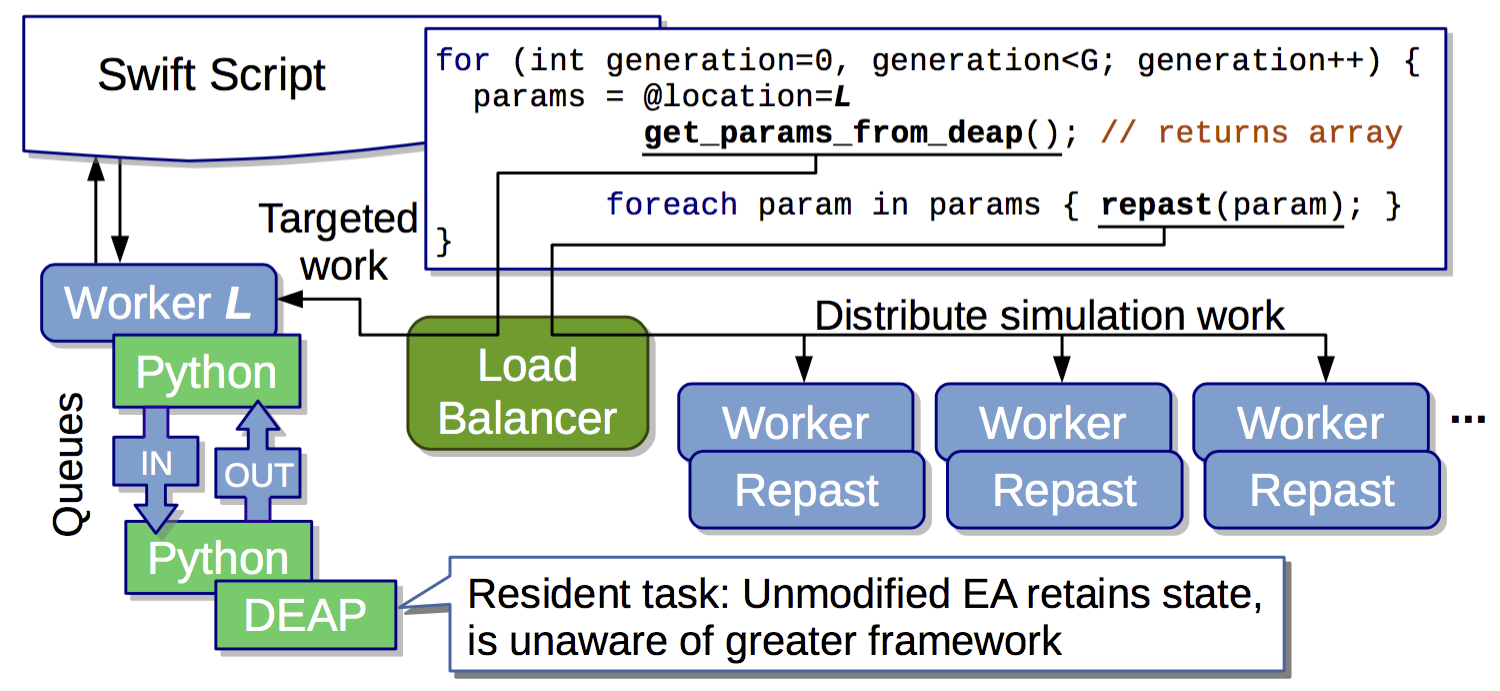 Swift Script
for (int generation=0, generation<G; generation++) {
params = @location=L
get_params_from_deap(); // returns array
foreach param in params { repast(param); }
}
Targeted
work
Worker L
Python
Queues
IN
OUT
Python
DEAP
Load
Balancer
Distribute simulation work
Worker
Repast
Worker
Repast
Worker
Repast
...
Resident task: Unmodified EA retains state,
is unaware of greater framework